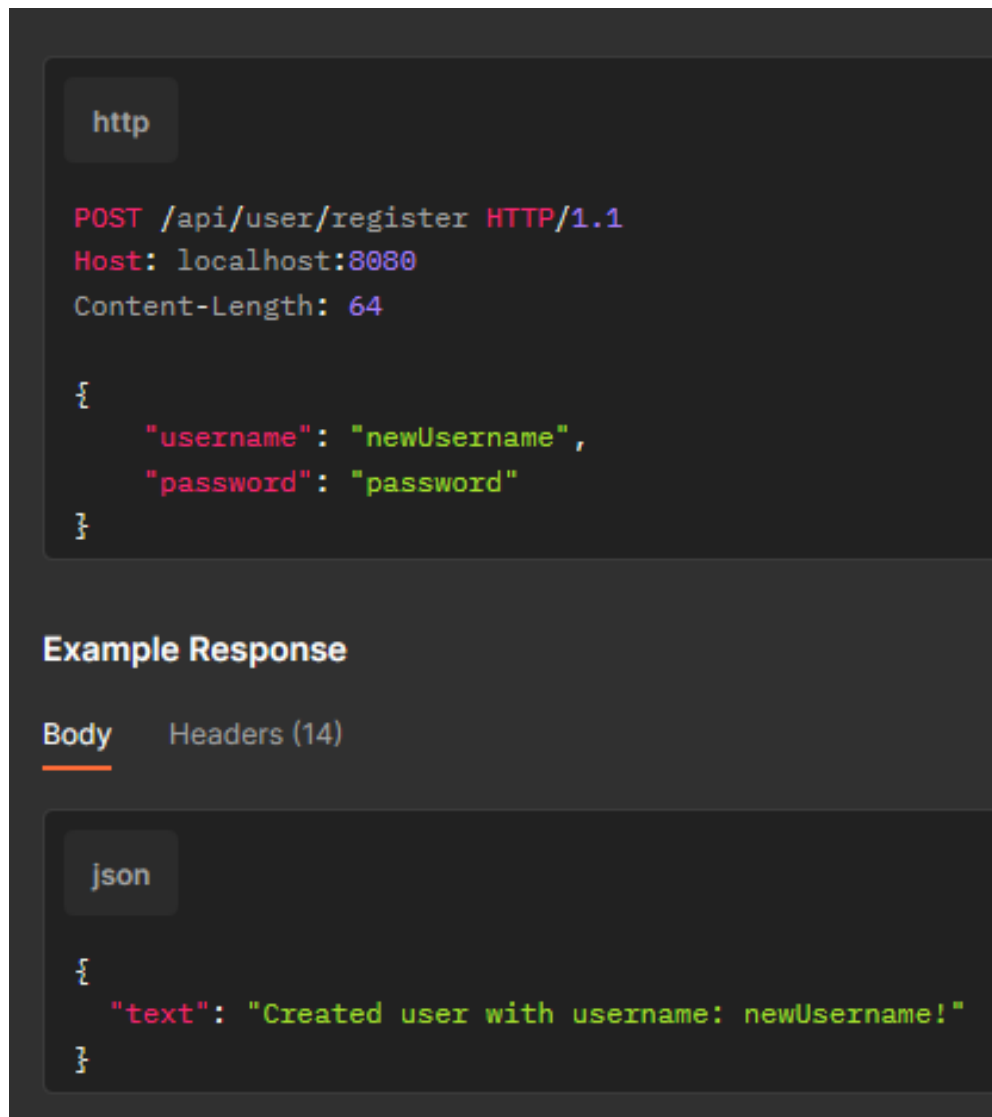 http
POST /api/user/register HTTP/1.1
Host: localhost:8080
Content-Length: 64
{
"username": "newUsername",
"password": "password"
}
Example Response
Body Headers (14)
json
{
"text": "Created user with username: newUsername!"
}